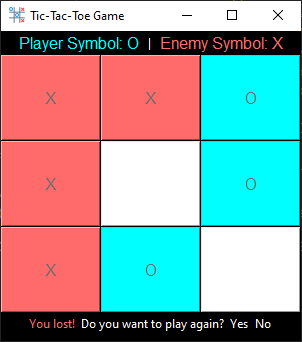 Tic-Tac-Toe Game
Player Symbol: O | Enemy Symbol: X
X X O
X O
X O
You lost! Do you want to play again? Yes No